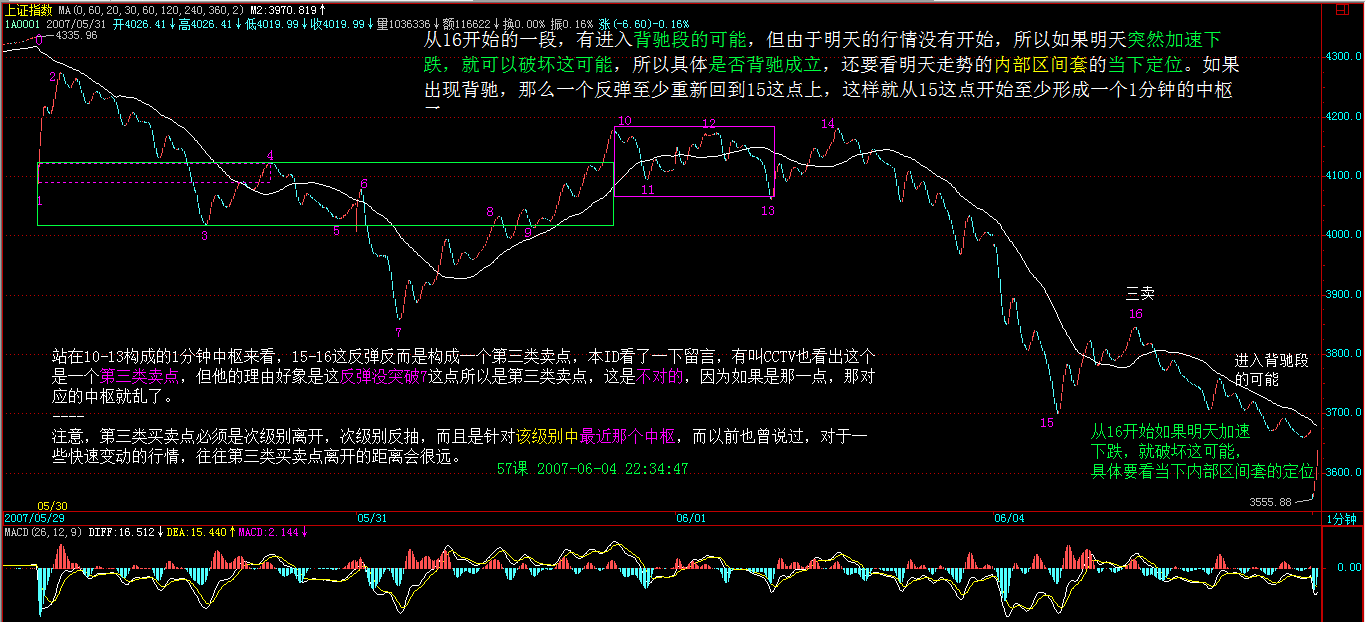 上证指数 MA(0,60,20,30,60,120,240,360,2) M2:3970.819↑
1A0001 2007/05/31 开4026.41↓高4026.41↓低4019.99↓收4019.99↓量1036336↓额116622↓换0.00% 振0.16% 涨(-6.60)-0.16%
日
从16开始的一段，有进入背驰段的可能，但由于明天的行情没有开始，所以如果明天突然加速下
跌，就可以破坏这可能，所以具体是否背驰成立，还要看明天走势的内部区间套的当下定位。如果
出现背驰，那么一个反弹至少重新回到15这点上，这样就从15这点开始至少形成一个1分钟的中枢
0
4335.96
2
4
6
1
3
5
7
8
9
10
12
11
13
14
三卖
16
15
进入背驰段
的可能
从16开始如果明天加速
下跌，就破坏这可能，
具体要看当下内部区间套的定位
3555.88
站在10-13构成的1分钟中枢来看，15-16这反弹反而是构成一个第三类卖点，本ID看了一下留言，有叫CCTV也看出这个
是一个第三类卖点，但他的理由好象是这反弹没突破7这点所以是第三类卖点，这是不对的，因为如果是那一点，那对
应的中枢就乱了。
----
注意，第三类买卖点必须是次级别离开，次级别反抽，而且是针对该级别中最近那个中枢，而以前也曾说过，对于一
些快速变动的行情，往往第三类买卖点离开的距离会很远。
57课 2007-06-04 22:34:47
4300.0
4200.0
4100.0
4000.0
3900.0
3800.0
3700.0
3600.0
05/30
2007/05/29 05/31 06/01 06/04 1分钟
MACD(26,12,9) DIFF:16.512↓DEA:15.440↑MACD:2.144↓
0.00